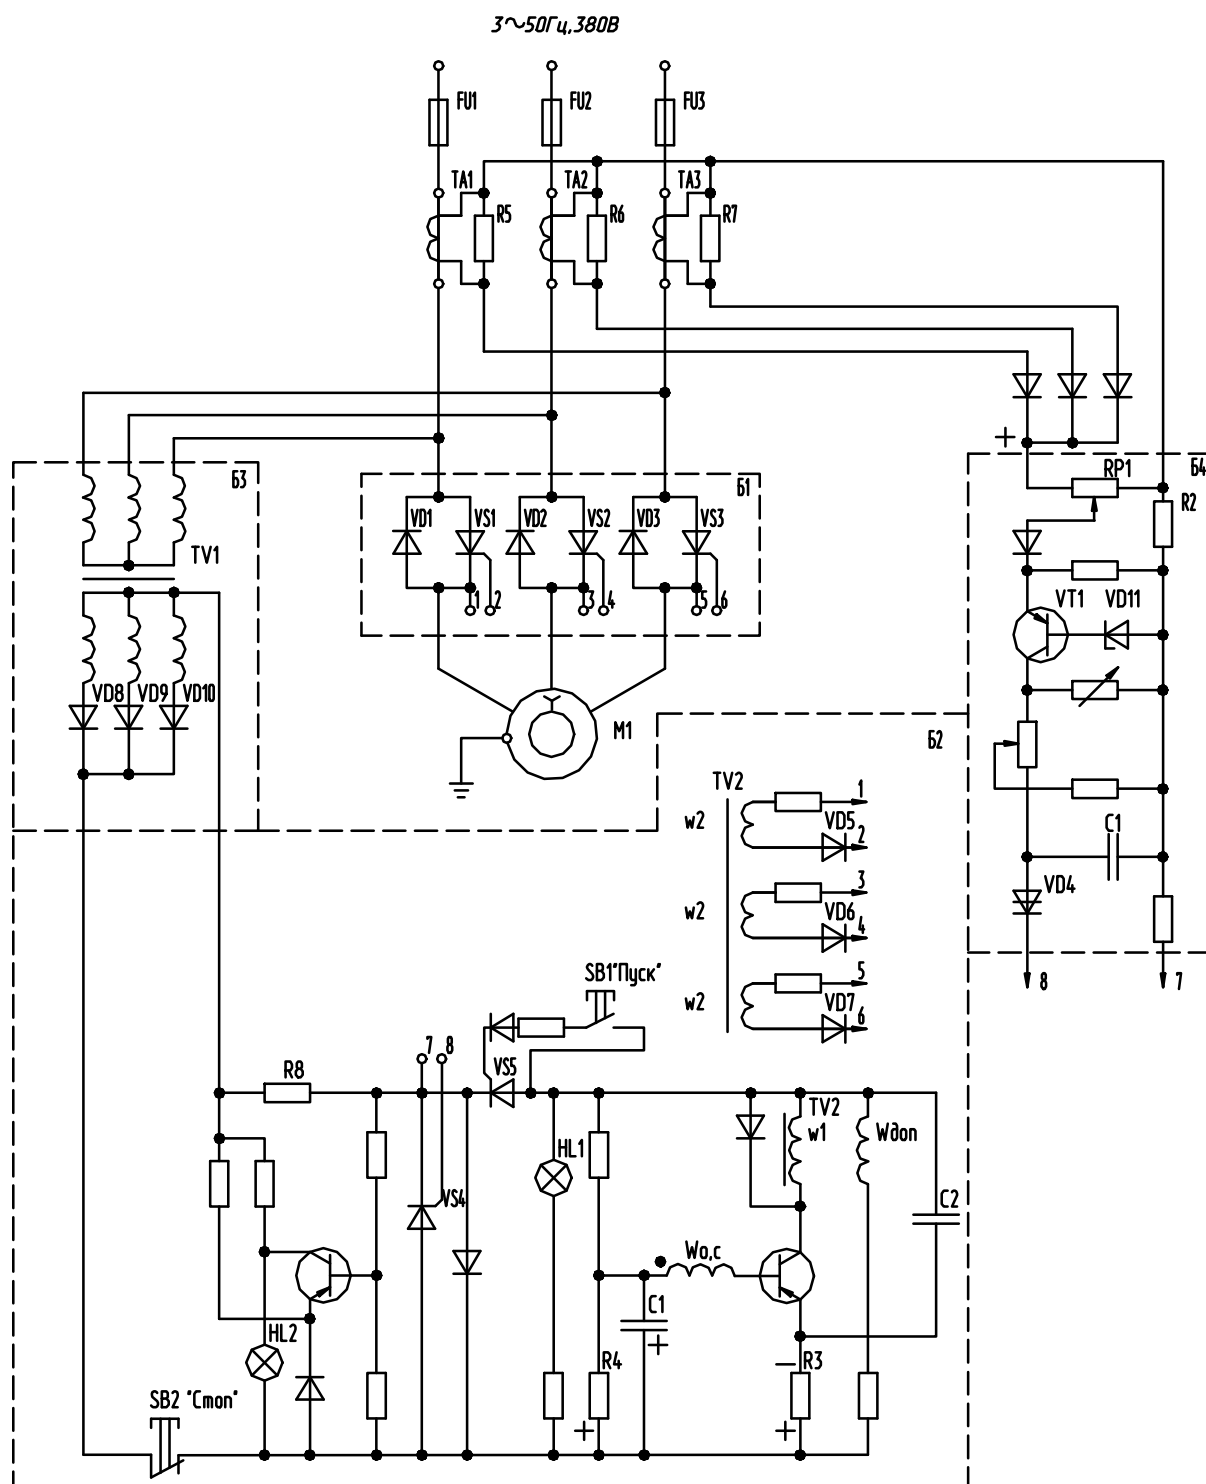 3~50Гц,380В
FU1 FU2 FU3
TA1 TA2 TA3
R5 R6 R7
+ RP1 Б4
Б3 Б1 R2
VD1 VS1 VD2 VS2 VD3 VS3
TV1
1 2 3 4 5 6
VT1 VD11
VD8 VD9 VD10
M1 Б2
TV2 1
w2 VD5 2
C1
3
VD4
w2 VD6 4
5
SB1"Пуск"
8 7
w2 VD7 6
7 8
VS5
R8
TV2
w1 Wдоп
HL1
VS4 C2
Wо,с
C1
+
HL2 R4 − R3
SB2 "Стоп"
+ +